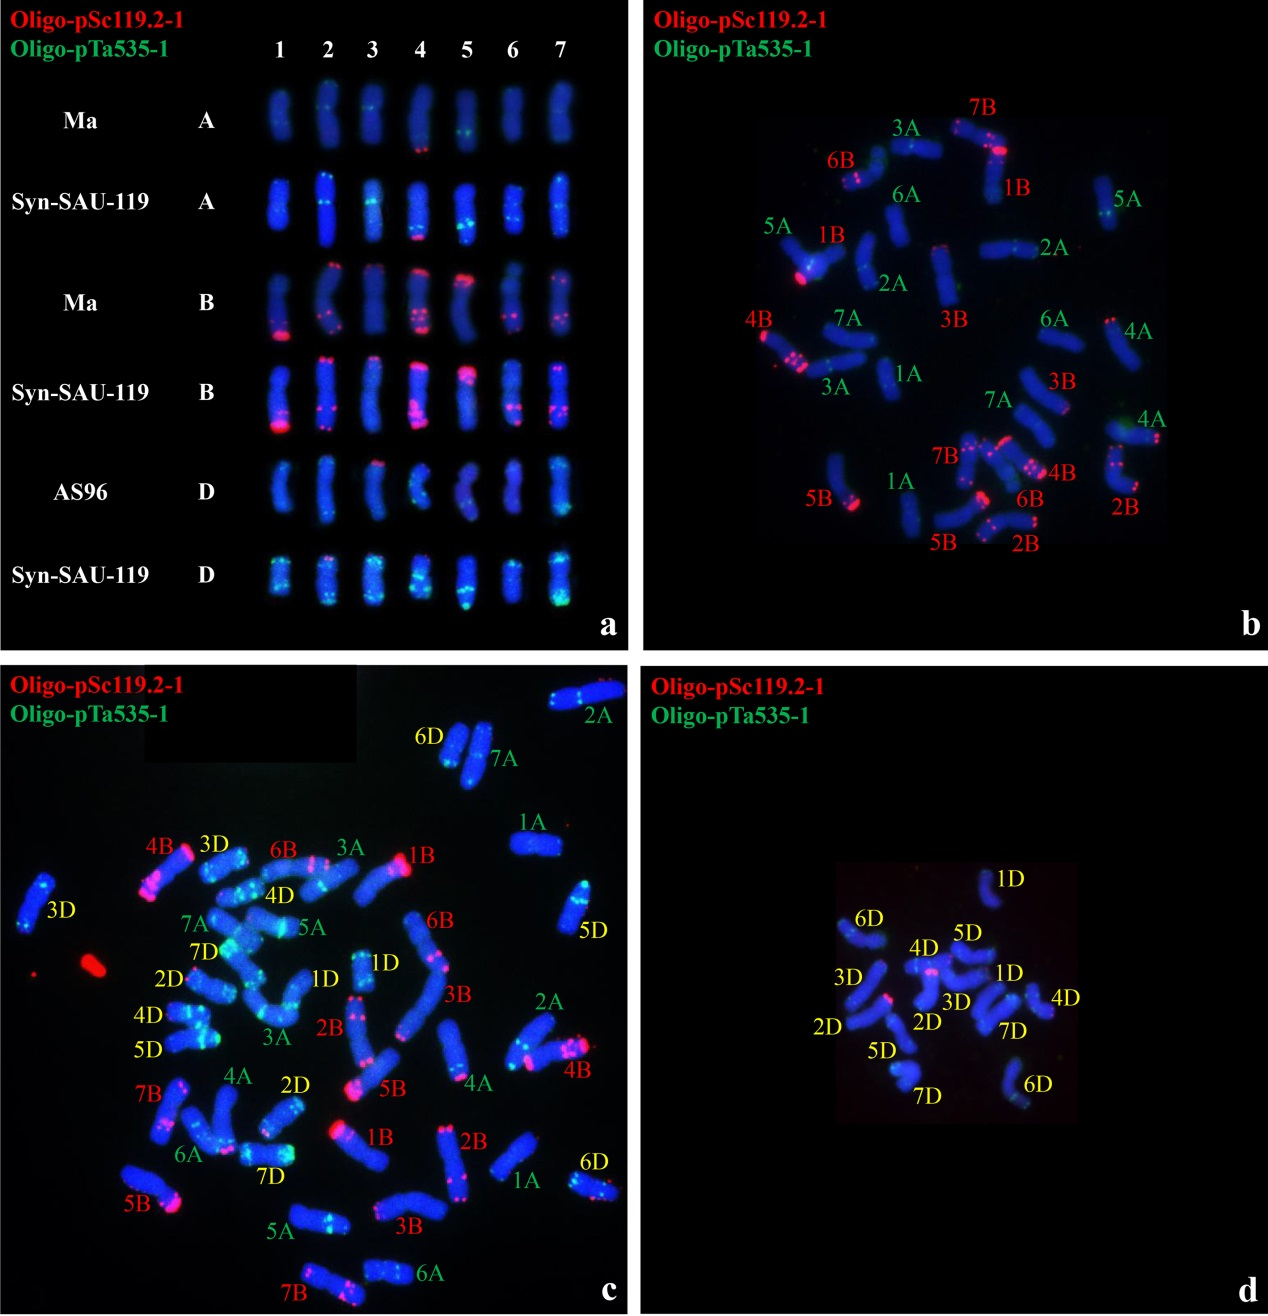 Oligo-pSc119.2-1
Oligo-pTa535-1
1 2 3 4 5 6 7
Ma A
Syn-SAU-119 A
Ma B
Syn-SAU-119 B
AS96 D
Syn-SAU-119 D
a
Oligo-pSc119.2-1
Oligo-pTa535-1
7B
3A
6B
1B
6A
5A
5A
1B
2A
2A
3B
4B
7A
6A
4A
3A
1A
3B
7A
4A
7B
4B
5B
1A
6B
2B
5B
2B
b
Oligo-pSc119.2-1
Oligo-pTa535-1
2A
6D
7A
1A
4B
3D
6B
3A
1B
4D
3D
7A
5A
6B
5D
7D
2D
1D
1D
3B
4D
2B
2A
3A
5D
4B
5B
4A
4A
7B
2D
1B
2B
6A
7D
6D
1A
5B
5A
3B
6A
7B
c
Oligo-pSc119.2-1
Oligo-pTa535-1
1D
6D
5D
4D
3D
1D
4D
3D
2D
2D
7D
5D
6D
7D
d